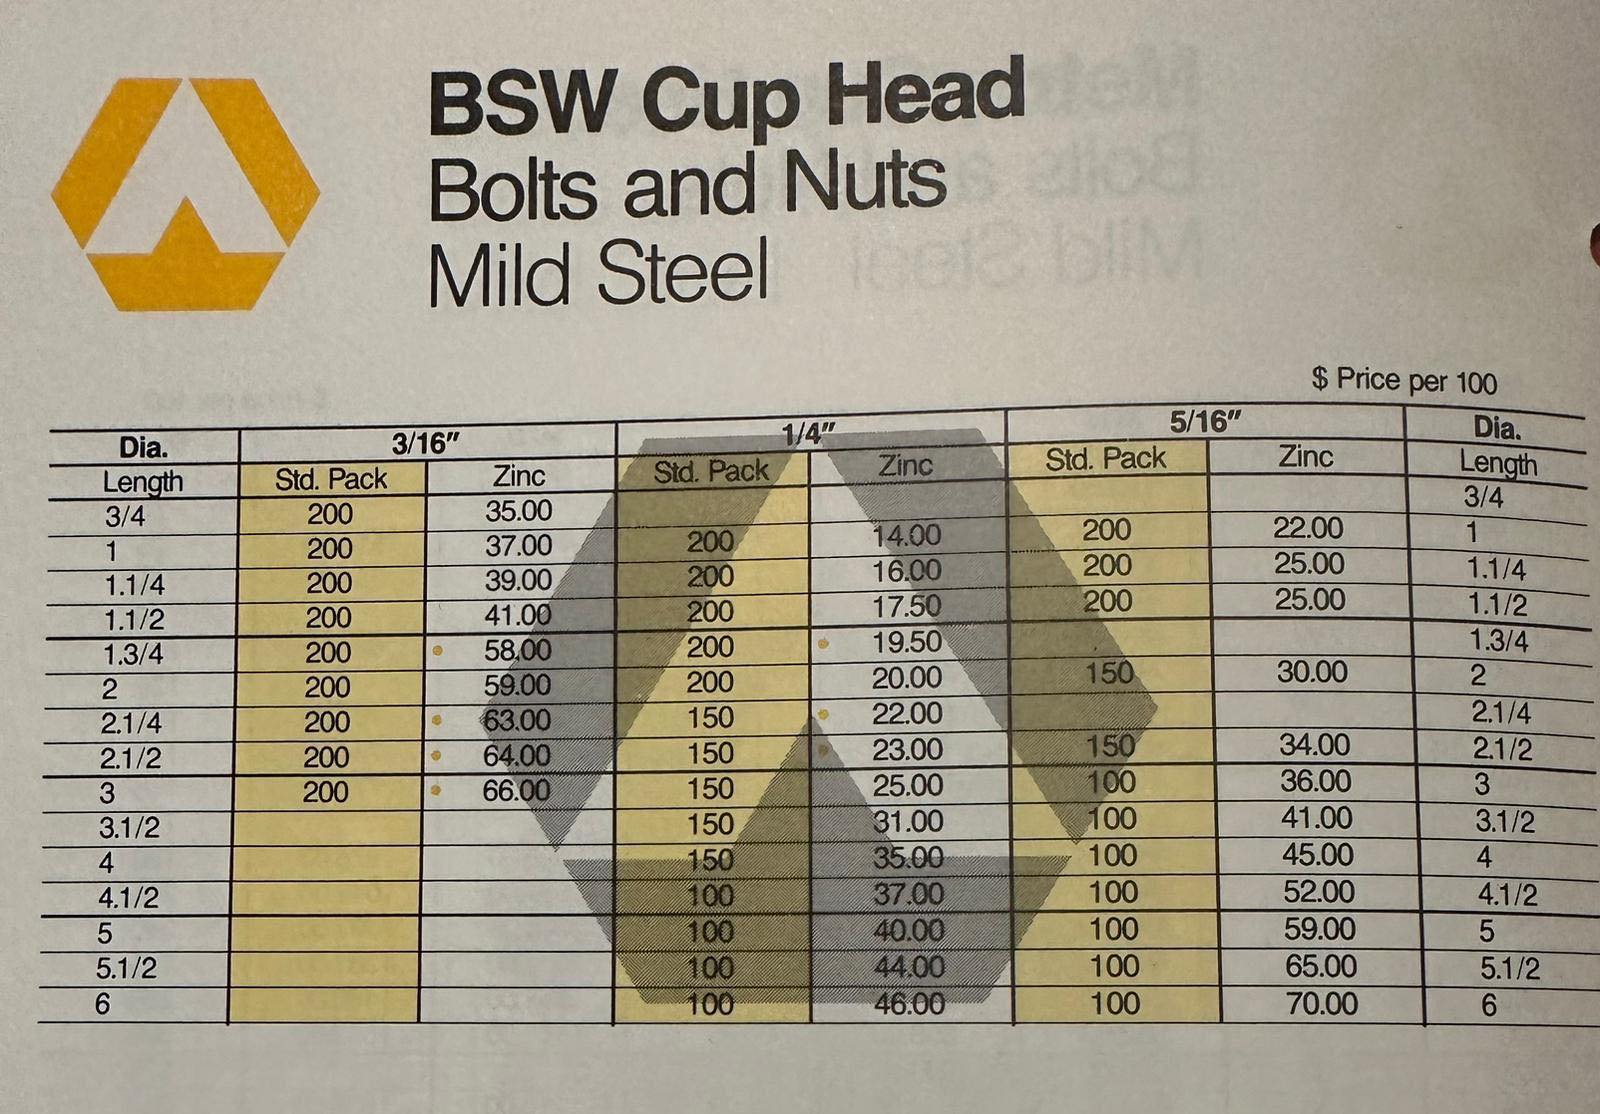 BSW Cup Head
Bolts and Nuts
Mild Steel
$ Price per 100
Dia. 3/16″ 1/4″ 5/16″ Dia.
Length Std. Pack Zinc Std. Pack Zinc Std. Pack Zinc Length
3/4 200 35.00 3/4
1 200 37.00 200 14.00 200 22.00 1
1.1/4 200 39.00 200 16.00 200 25.00 1.1/4
1.1/2 200 41.00 200 17.50 200 25.00 1.1/2
1.3/4 200 58.00 200 19.50 1.3/4
2 200 59.00 200 20.00 150 30.00 2
2.1/4 200 63.00 150 22.00 2.1/4
2.1/2 200 64.00 150 23.00 150 34.00 2.1/2
3 200 66.00 150 25.00 100 36.00 3
3.1/2 150 31.00 100 41.00 3.1/2
4 150 35.00 100 45.00 4
4.1/2 100 37.00 100 52.00 4.1/2
5 100 40.00 100 59.00 5
5.1/2 100 44.00 100 65.00 5.1/2
6 100 46.00 100 70.00 6